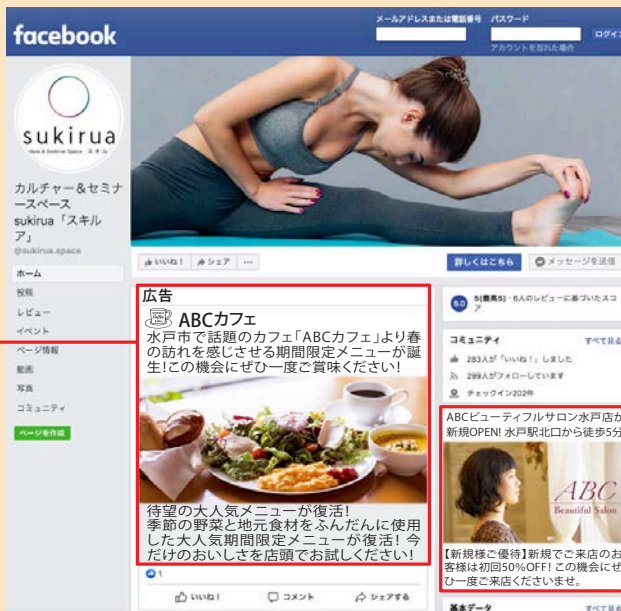 facebook
メールアドレスまたは電話番号
パスワード
ログイン
アカウントを忘れた場合
sukirua
カルチャー&セミナ
ースペース
sukirua「スキル
ア」
@sukirua.space
ホーム
投稿
レビュー
イベント
ページ情報
動画
写真
コミュニティ
ページを作成
いいね!
シェア
...
詳しくはこちら
メッセージを送信
広告
ABCカフェ
水戸市で話題のカフェ「ABCカフェ」より春
の訪れを感じさせる期間限定メニューが誕
生!この機会にぜひ一度ご賞味ください!
待望の大人気メニューが復活!
季節の野菜と地元食材をふんだんに使用
した大人気期間限定メニューが復活! 今
だけのおいしさを店頭でお試しください!
1
いいね!
コメント
シェアする
5.0
5(最高5)・6人のレビューに基づいたスコ
ア
コミュニティ
すべて見る
283人が「いいね!」しました
299人がフォローしています
チェックイン202件
ABCビューティフルサロン水戸店が
新規OPEN! 水戸駅北口から徒歩5分
ABC
Beautiful Salon
【新規様ご優待】新規でご来店のお
客様は初回50%OFF! この機会にぜ
ひ一度ご来店くださいませ。
基本データ
すべて見る